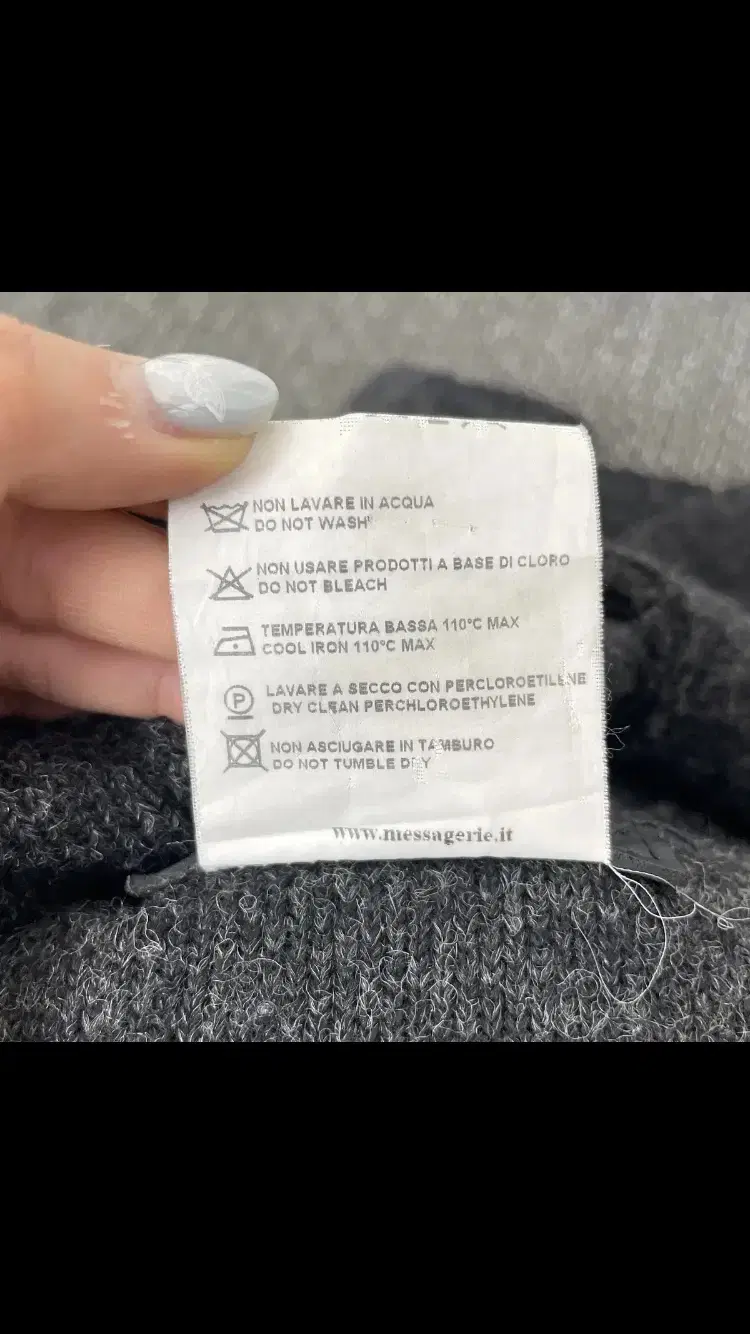 NON LAVARE IN ACQUA
DO NOT WASH
NON USARE PRODOTTI A BASE DI CLORO
DO NOT BLEACH
TEMPERATURA BASSA 110°C MAX
COOL IRON 110°C MAX
P
LAVARE A SECCO CON PERCLOROETILENE
DRY CLEAN PERCHLOROETHYLENE
NON ASCIUGARE IN TAMBURO
DO NOT TUMBLE DRY
www.messagerie.it